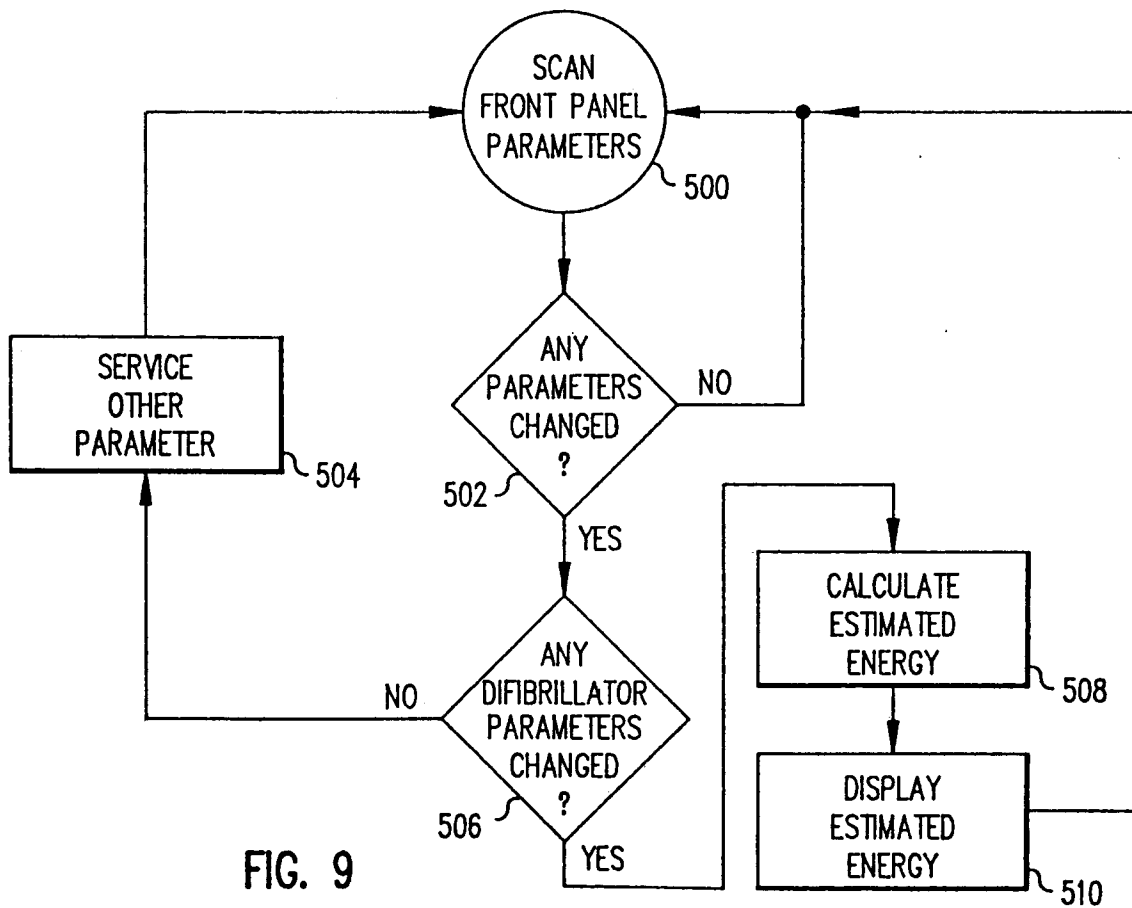 SCAN
FRONT PANEL
PARAMETERS
500
ANY
PARAMETERS
CHANGED
?
NO
502
YES
SERVICE
OTHER
PARAMETER
504
ANY
DIFIBRILLATOR
PARAMETERS
CHANGED
?
NO
506
YES
CALCULATE
ESTIMATED
ENERGY
508
DISPLAY
ESTIMATED
ENERGY
510
FIG. 9